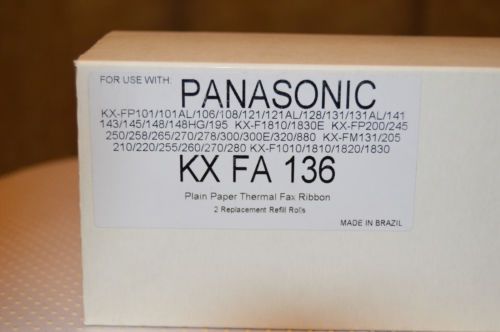 FOR USE WITH: PANASONIC
KX-FP101/101AL/106/108/121/121AL/128/131/131AL/141
143/145/148/148HG/195 KX-F1810/1830E KX-FP200/245
250/258/265/270/278/300/300E/320/880 KX-FM131/205
210/220/255/260/270/280 KX-F1010/1810/1820/1830
KX FA 136
Plain Paper Thermal Fax Ribbon
2 Replacement Refill Rolls
MADE IN BRAZIL